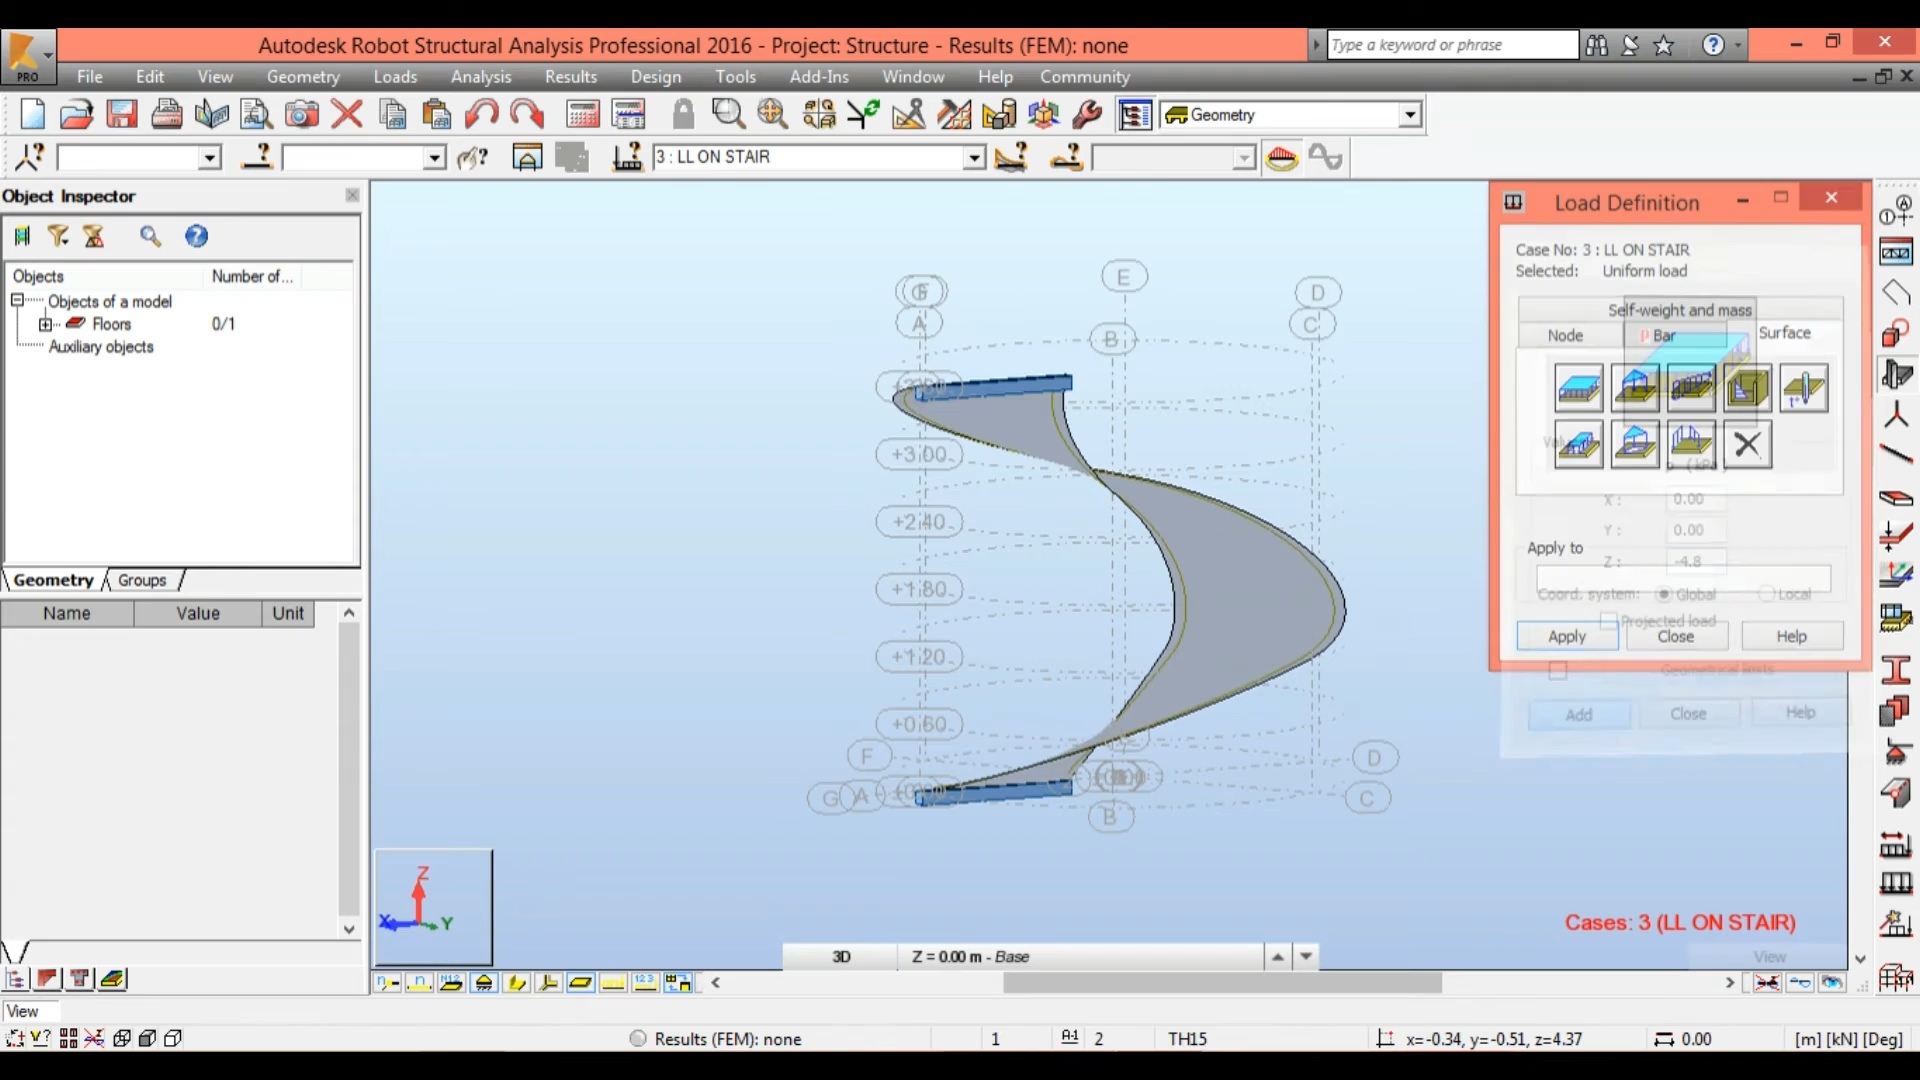 Autodesk Robot Structural Analysis Professional 2016 - Project: Structure - Results (FEM): none
Type a keyword or phrase
PRO
File Edit View Geometry Loads Analysis Results Design Tools Add-Ins Window Help Community
Geometry
3 : LL ON STAIR
Object Inspector
Objects Number of...
Objects of a model
Floors 0/1
Auxiliary objects
Geometry Groups
Name Value Unit
E
D
A
C
B
+3.00
+2.40
+1.80
+1.20
+0.60
F
D
G A
C
B
Load Definition
Case No: 3 : LL ON STAIR
Selected: Uniform load
Self-weight and mass
Node Bar Surface
X : 0.00
Y : 0.00
Apply to
Z : -4.8
Coord. system: Global Local
Projected load
Apply Close Help
Geometrical limits
Add Close Help
Z
X Y
Cases: 3 (LL ON STAIR)
3D Z = 0.00 m - Base
View
View
Results (FEM): none 1 2 TH15 x=-0.34, y=-0.51, z=4.37 0.00 [m] [kN] [Deg]